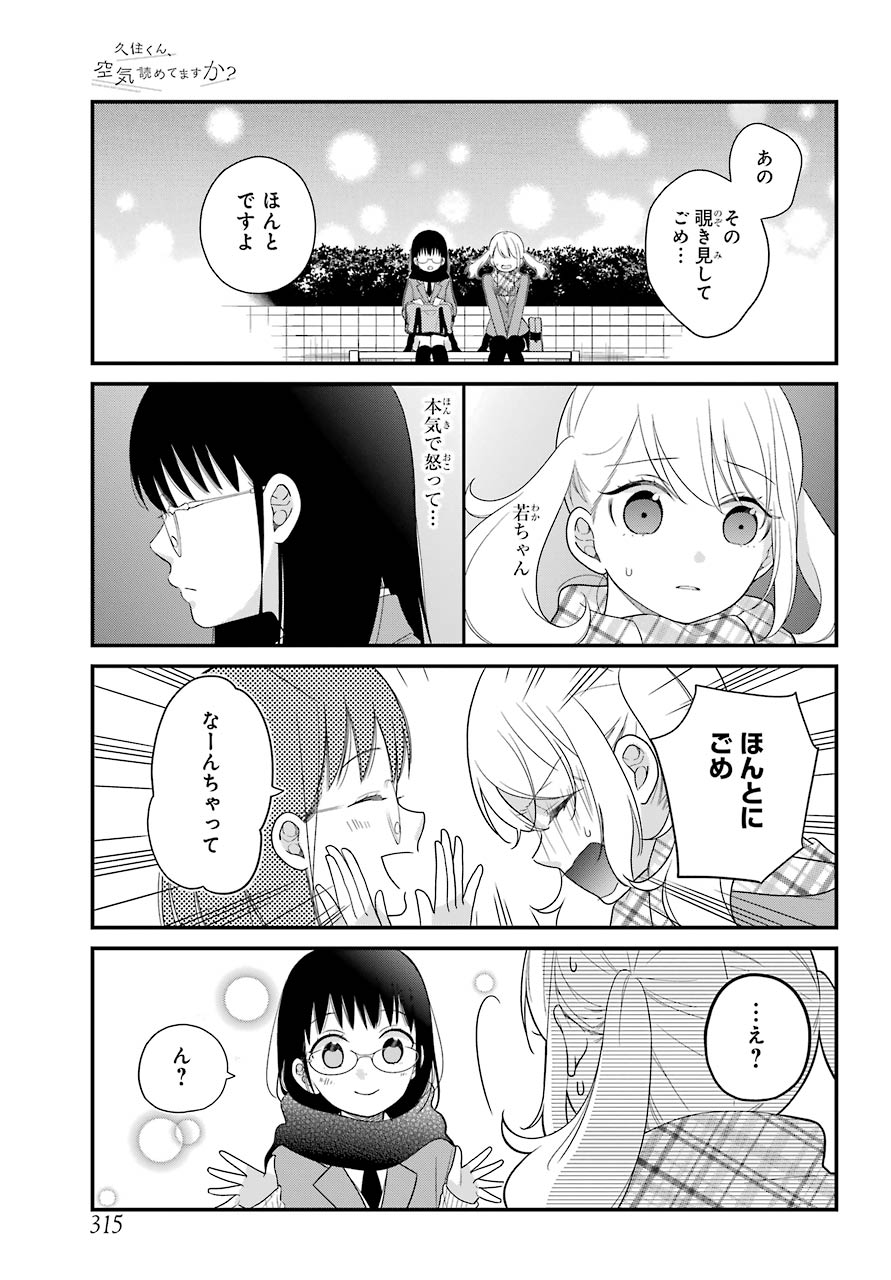 久住くん、
空気読めてますか?
あの
その
覗き見して
ごめ…
ほんと
ですよ
若ちゃん
本気で怒って…
ほんとに
ごめ
なーんちゃって
…え?
ん?
315